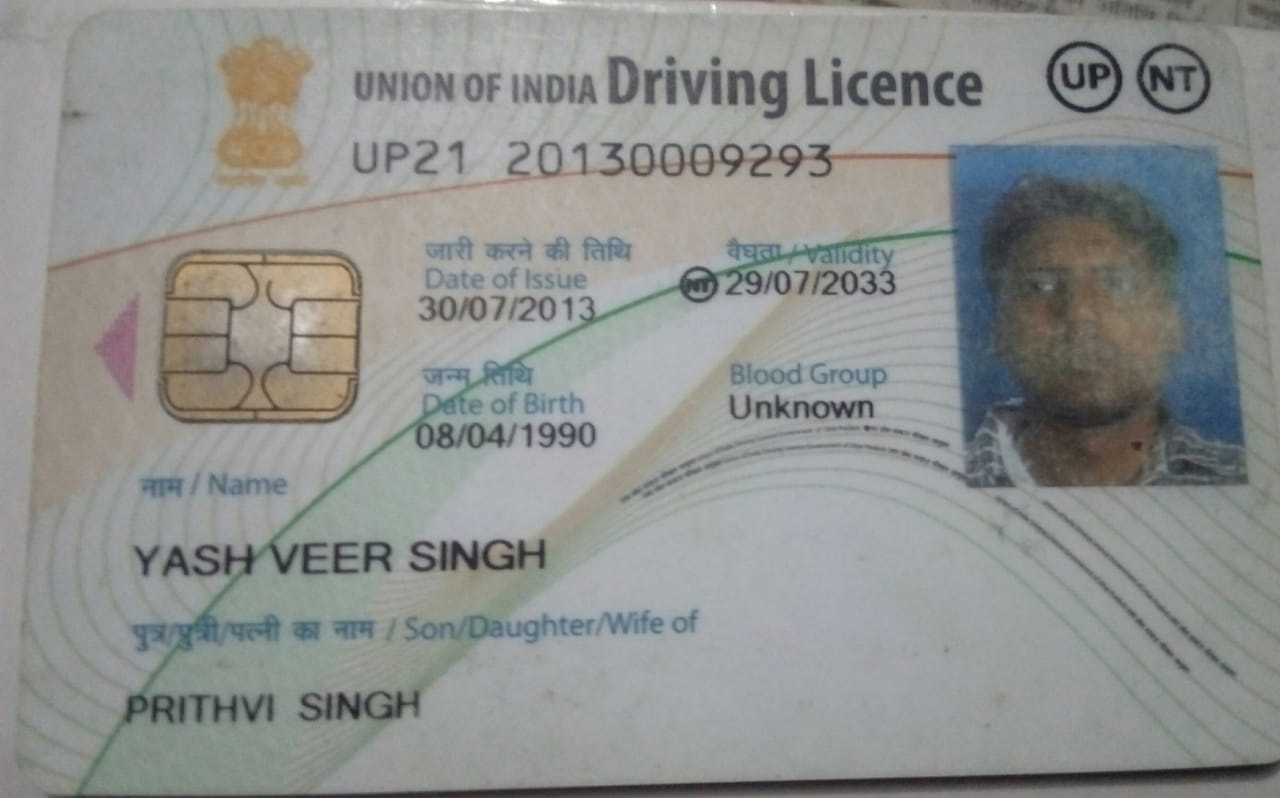 UNION OF INDIA Driving Licence UP NT
UP21 20130009293
जारी करने की तिथि
Date of Issue
30/07/2013
वैधता / Validity
NT 29/07/2033
जन्म तिथि
Date of Birth
08/04/1990
Blood Group
Unknown
नाम / Name
YASH VEER SINGH
पुत्र/पुत्री/पत्नी का नाम / Son/Daughter/Wife of
PRITHVI SINGH